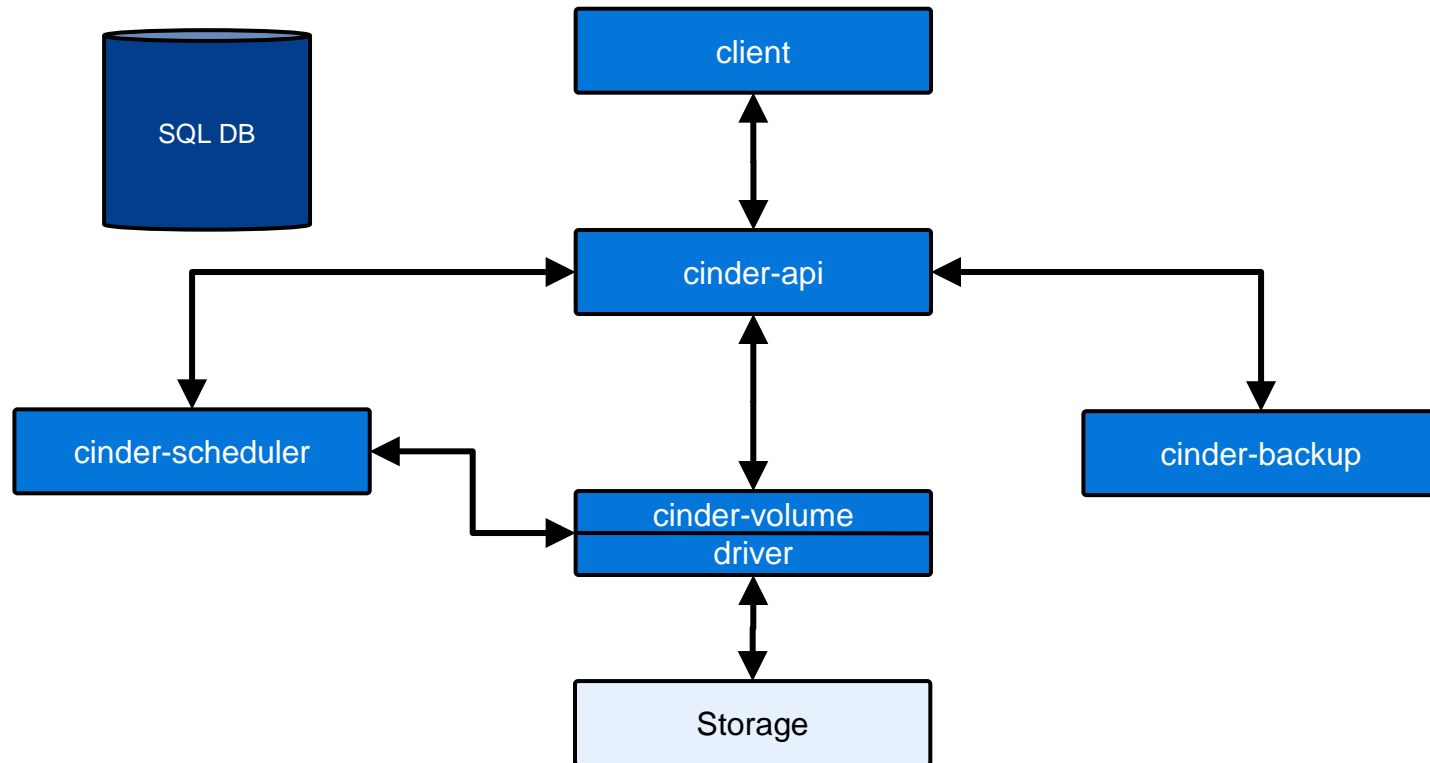 client
SQL DB
cinder-api
cinder-scheduler
cinder-backup
cinder-volume
driver
Storage